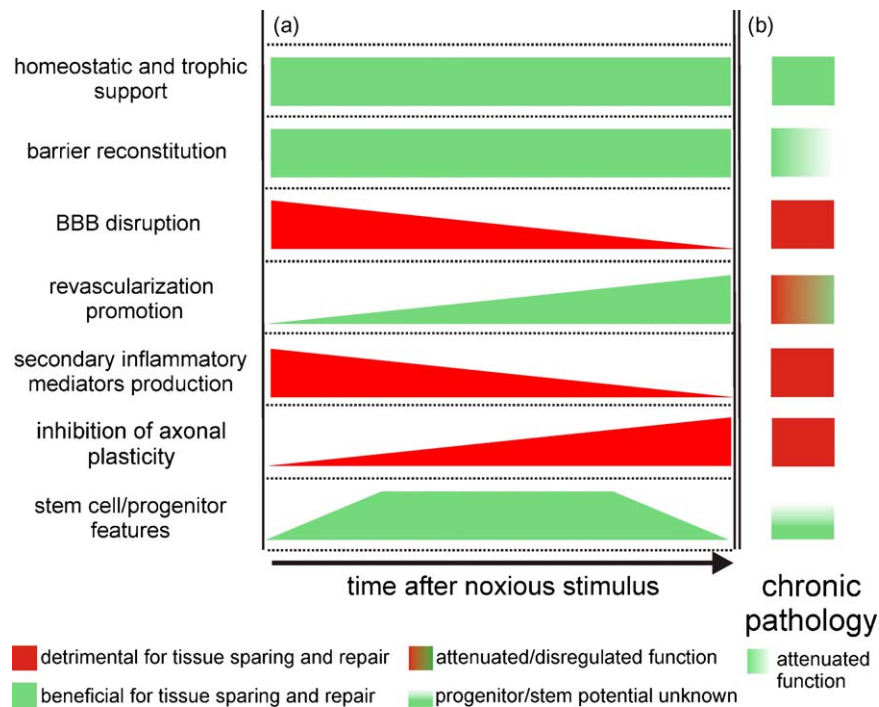 (a)
(b)
homeostatic and trophic
support
barrier reconstitution
BBB disruption
revascularization
promotion
secondary inflammatory
mediators production
inhibition of axonal
plasticity
stem cell/progenitor
features
time after noxious stimulus
chronic
pathology
detrimental for tissue sparing and repair
beneficial for tissue sparing and repair
attenuated/disregulated function
progenitor/stem potential unknown
attenuated
function